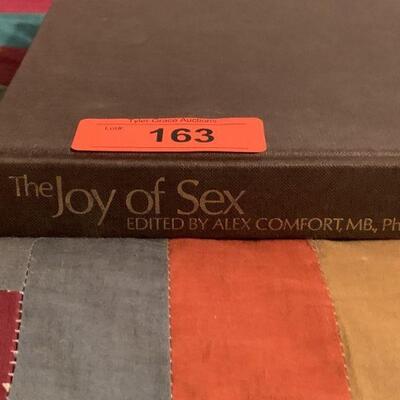 Tyler Grace Auctions
Lot#:
163
The Joy of Sex
EDITED BY ALEX COMFORT, MB., Ph